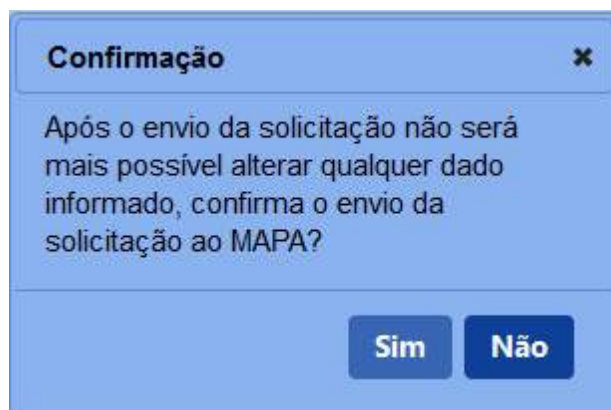 Confirmação
Após o envio da solicitação não será
mais possível alterar qualquer dado
informado, confirma o envio da
solicitação ao MAPA?
Sim Não